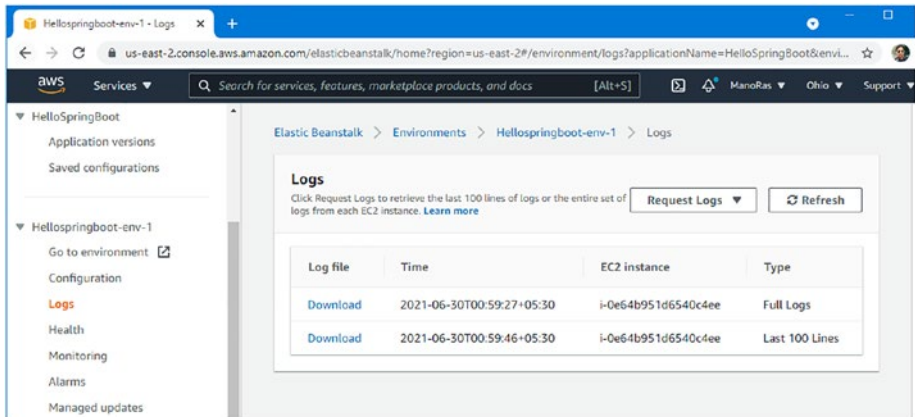 Hellospringboot-env-1 - Logs
us-east-2.console.aws.amazon.com/elasticbeanstalk/home?region=us-east-2#/environment/logs?applicationName=HelloSpringBoot&envi...
aws Services Search for services, features, marketplace products, and docs [Alt+S] ManoRas Ohio Support
HelloSpringBoot
Application versions
Saved configurations
Hellospringboot-env-1
Go to environment
Configuration
Logs
Health
Monitoring
Alarms
Managed updates
Elastic Beanstalk > Environments > Hellospringboot-env-1 > Logs
Logs
Click Request Logs to retrieve the last 100 lines of logs or the entire set of
logs from each EC2 instance. Learn more
Request Logs Refresh
Log file Time EC2 instance Type
Download 2021-06-30T00:59:27+05:30 i-0e64b951d6540c4ee Full Logs
Download 2021-06-30T00:59:46+05:30 i-0e64b951d6540c4ee Last 100 Lines